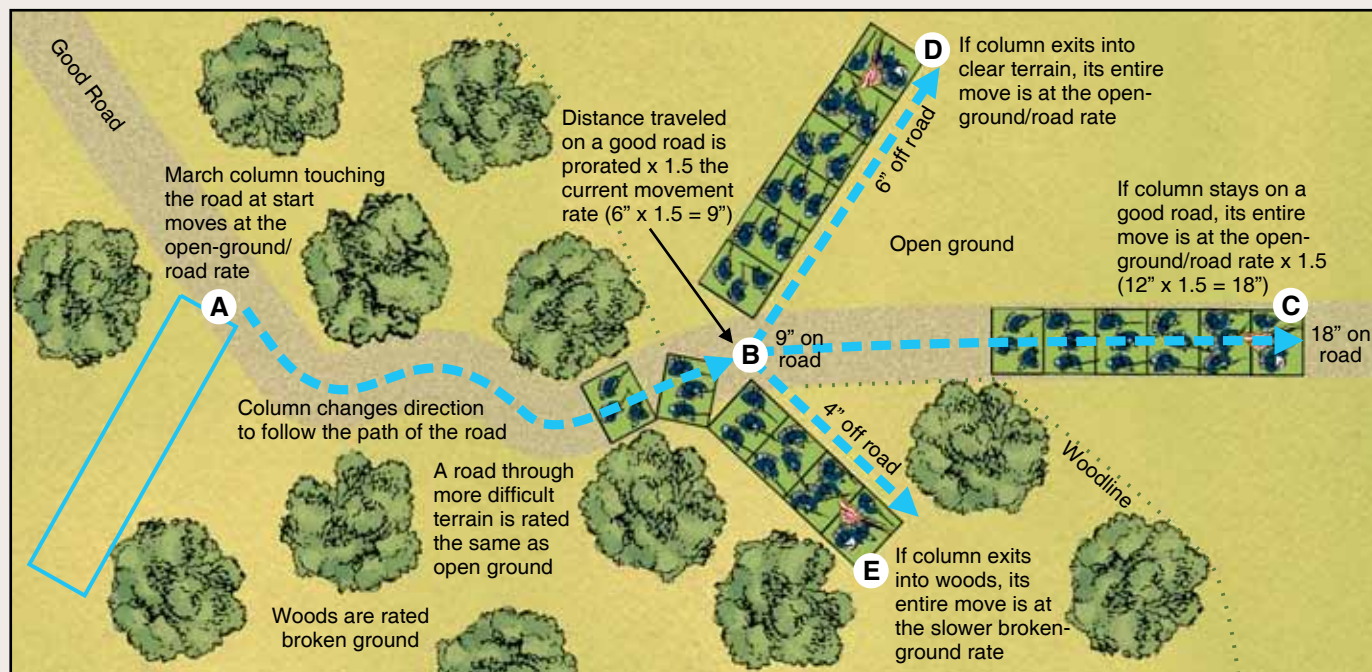 Good Road
March column touching
the road at start
moves at the
open-ground/
road rate
A
Column changes direction
to follow the path of the road
A road through
more difficult
terrain is rated
the same as
open ground
Woods are rated
broken ground
Distance traveled
on a good road is
prorated x 1.5 the
current movement
rate (6” x 1.5 = 9”)
B
9” on
road
D
If column exits into
clear terrain, its entire
move is at the open-
ground/road rate
6” off road
Open ground
If column stays on a
good road, its entire
move is at the open-
ground/road rate x 1.5
(12” x 1.5 = 18”)
C
18” on
road
4” off road
Woodline
E
If column exits
into woods, its
entire move is at
the slower broken-
ground rate